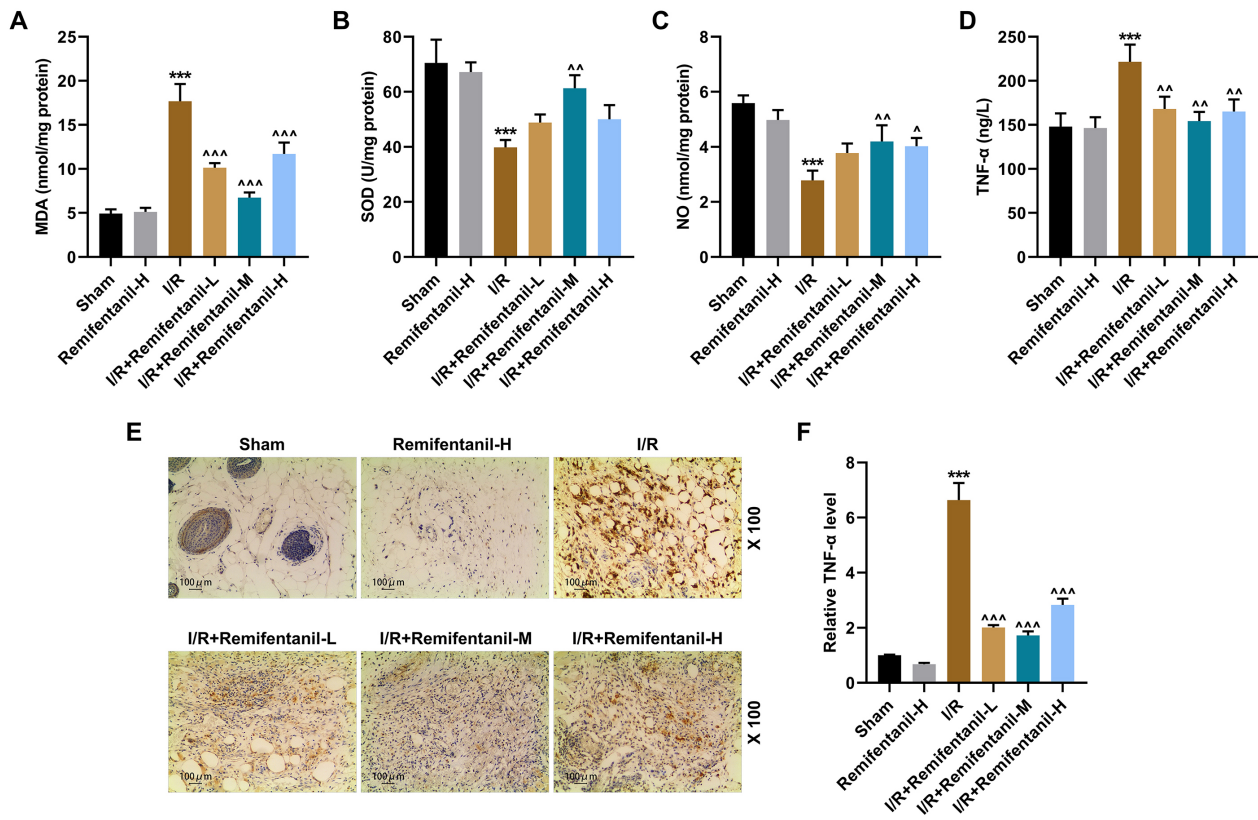 A
MDA (nmol/mg protein)
25
20
15
10
5
0
***
^^^
^^^
^^^
Sham
Remifentanil-H
I/R
I/R+Remifentanil-L
I/R+Remifentanil-M
I/R+Remifentanil-H
B
SOD (U/mg protein)
80
60
40
20
0
***
^^
Sham
Remifentanil-H
I/R
I/R+Remifentanil-L
I/R+Remifentanil-M
I/R+Remifentanil-H
C
NO (nmol/mg protein)
8
6
4
2
0
***
^^
^
Sham
Remifentanil-H
I/R
I/R+Remifentanil-L
I/R+Remifentanil-M
I/R+Remifentanil-H
D
TNF-α (ng/L)
250
200
150
100
50
0
***
^^
^^
^^
Sham
Remifentanil-H
I/R
I/R+Remifentanil-L
I/R+Remifentanil-M
I/R+Remifentanil-H
E
Sham
Remifentanil-H
I/R
100μm
100μm
100μm
X 100
I/R+Remifentanil-L
I/R+Remifentanil-M
I/R+Remifentanil-H
100μm
100μm
100μm
X 100
F
Relative TNF-α level
8
6
4
2
0
***
^^^
^^^
^^^
Sham
Remifentanil-H
I/R
I/R+Remifentanil-L
I/R+Remifentanil-M
I/R+Remifentanil-H